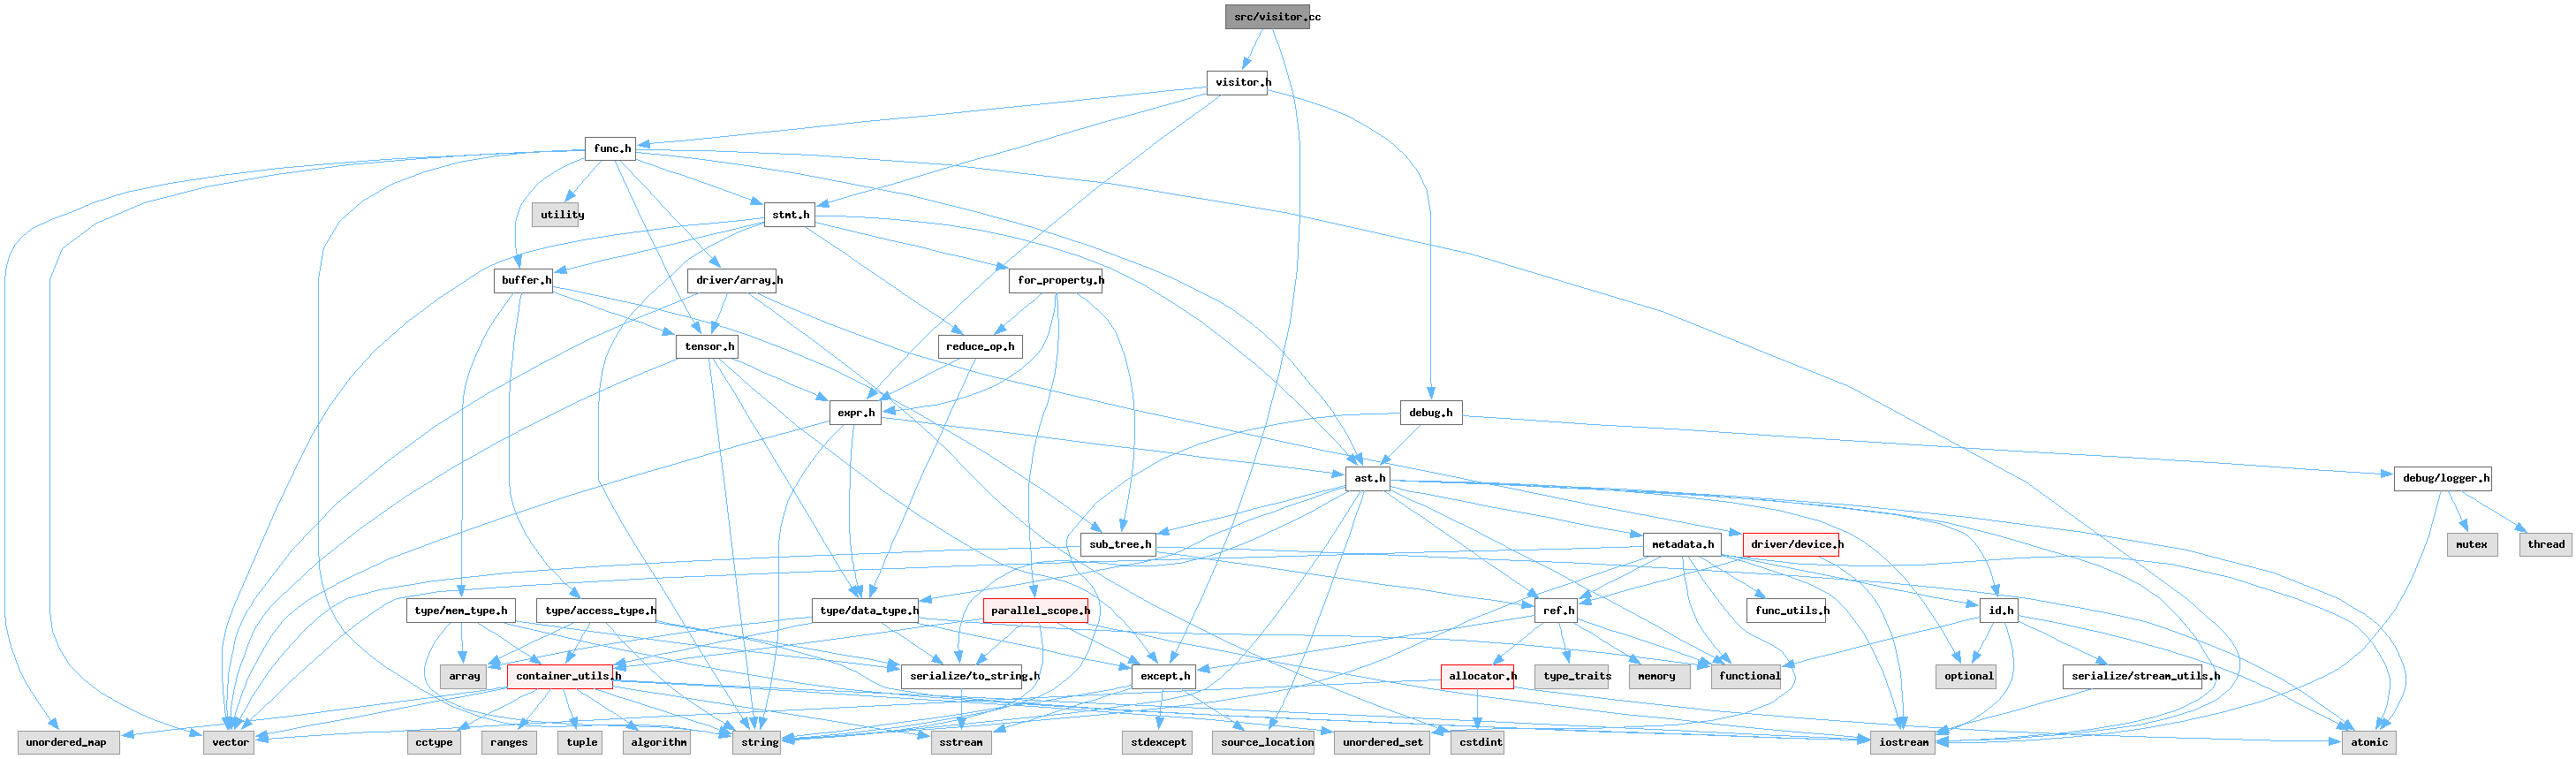 src/visitor.cc
visitor.h
func.h
utility
stmt.h
buffer.h
driver/array.h
for_property.h
tensor.h
reduce_op.h
expr.h
debug.h
ast.h
debug/logger.h
sub_tree.h
metadata.h
driver/device.h
mutex
thread
type/mem_type.h
type/access_type.h
type/data_type.h
parallel_scope.h
ref.h
func_utils.h
id.h
array
container_utils.h
serialize/to_string.h
except.h
allocator.h
type_traits
memory
functional
optional
serialize/stream_utils.h
unordered_map
vector
cctype
ranges
tuple
algorithm
string
sstream
stdexcept
source_location
unordered_set
cstdint
iostream
atomic